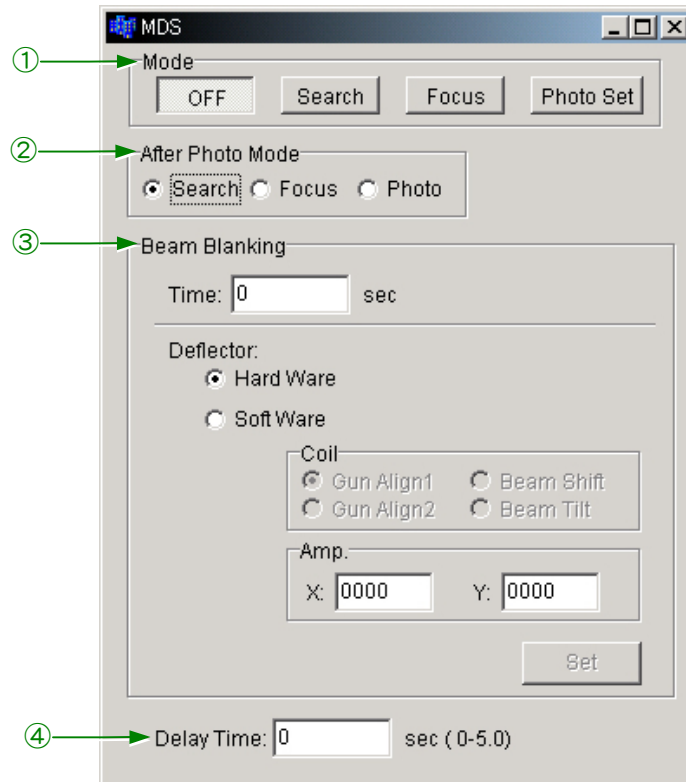 MDS
① Mode
OFF Search Focus Photo Set
② After Photo Mode
Search Focus Photo
③ Beam Blanking
Time: 0 sec
Deflector:
Hard Ware
Soft Ware
Coil
Gun Align1 Beam Shift
Gun Align2 Beam Tilt
Amp.
X: 0000 Y: 0000
Set
④ Delay Time: 0 sec ( 0-5.0)